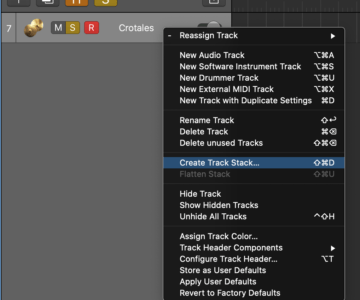 H S
7 M S R Crotales
- Reassign Track ▶
New Audio Track ⌥⌘A
New Software Instrument Track ⌥⌘S
New Drummer Track ⌥⌘U
New External MIDI Track ⌥⌘X
New Track with Duplicate Settings ⌘D
Rename Track ⇧↩
Delete Track ⌘⌫
Delete unused Tracks ⇧⌘⌫
Create Track Stack... ⇧⌘D
Flatten Stack ⇧⌘U
Hide Track
Show Hidden Tracks
Unhide All Tracks ⌃⇧H
Assign Track Color...
Track Header Components ▶
Configure Track Header... ⌥T
Store as User Defaults
Apply User Defaults
Revert to Factory Defaults